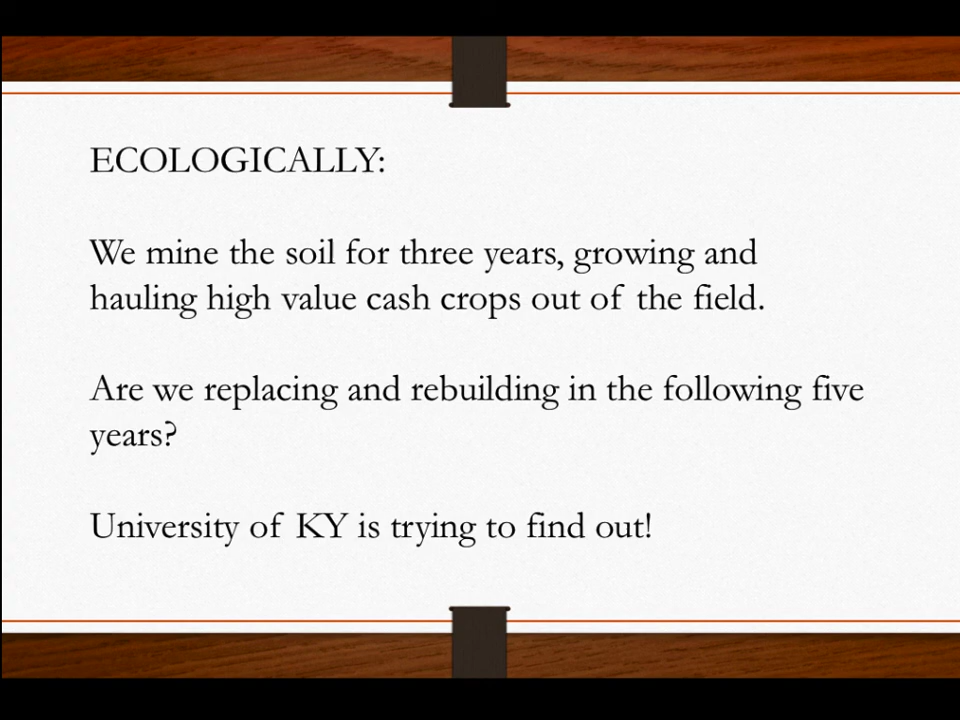 ECOLOGICALLY:
We mine the soil for three years, growing and
hauling high value cash crops out of the field.
Are we replacing and rebuilding in the following five
years?
University of KY is trying to find out!